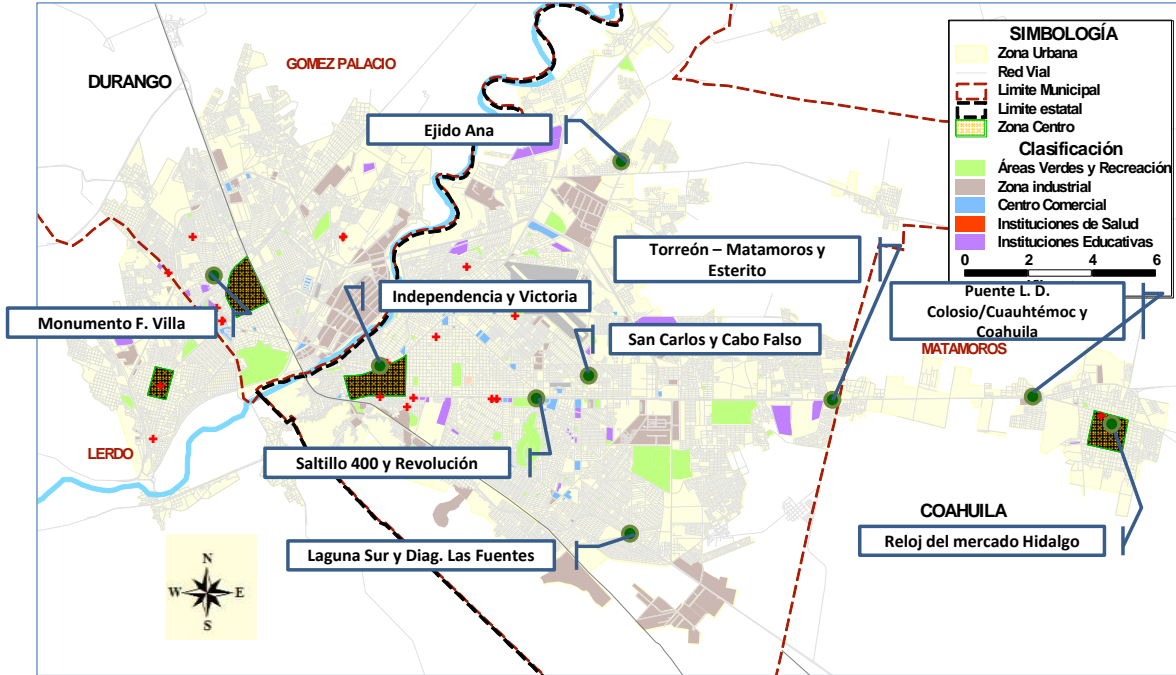 SIMBOLOGÍA
Zona Urbana
Red Vial
Limite Municipal
Limite estatal
Zona Centro
Clasificación
Áreas Verdes y Recreación
Zona industrial
Centro Comercial
Instituciones de Salud
Instituciones Educativas
0 2 4 6
GOMEZ PALACIO
DURANGO
Ejido Ana
Torreón – Matamoros y
Esterito
Independencia y Victoria
Puente L. D.
Colosio/Cuauhtémoc y
Coahuila
Monumento F. Villa
San Carlos y Cabo Falso
MATAMOROS
LERDO
Saltillo 400 y Revolución
COAHUILA
Reloj del mercado Hidalgo
Laguna Sur y Diag. Las Fuentes
N
W E
S